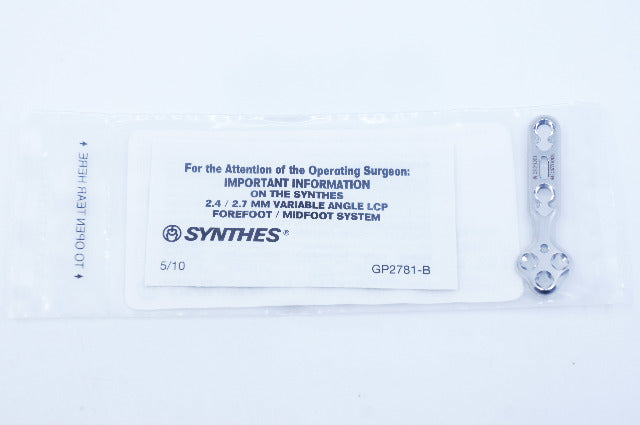 For the Attention of the Operating Surgeon:
IMPORTANT INFORMATION
ON THE SYNTHES
2.4 / 2.7 MM VARIABLE ANGLE LCP
FOREFOOT / MIDFOOT SYSTEM
SYNTHES®
5/10 GP2781-B
TO OPEN TEAR HERE